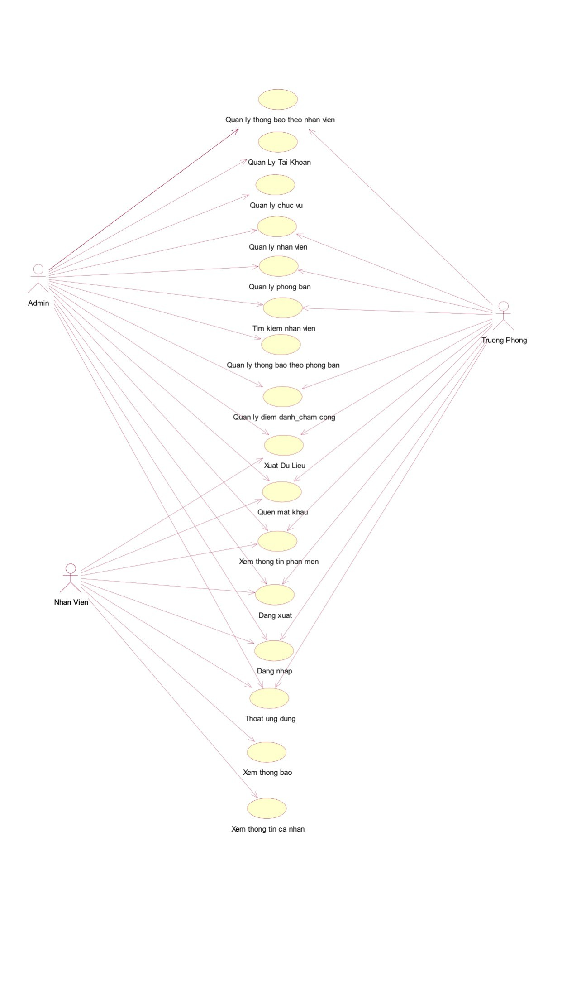 Quan ly thong bao theo nhan vien
Quan Ly Tai Khoan
Quan ly chuc vu
Quan ly nhan vien
Quan ly phong ban
Admin
Tim kiem nhan vien
Truong Phong
Quan ly thong bao theo phong ban
Quan ly diem danh_cham cong
Xuat Du Lieu
Quen mat khau
Xem thong tin phan men
Nhan Vien
Dang xuat
Dang nhap
Thoat ung dung
Xem thong bao
Xem thong tin ca nhan